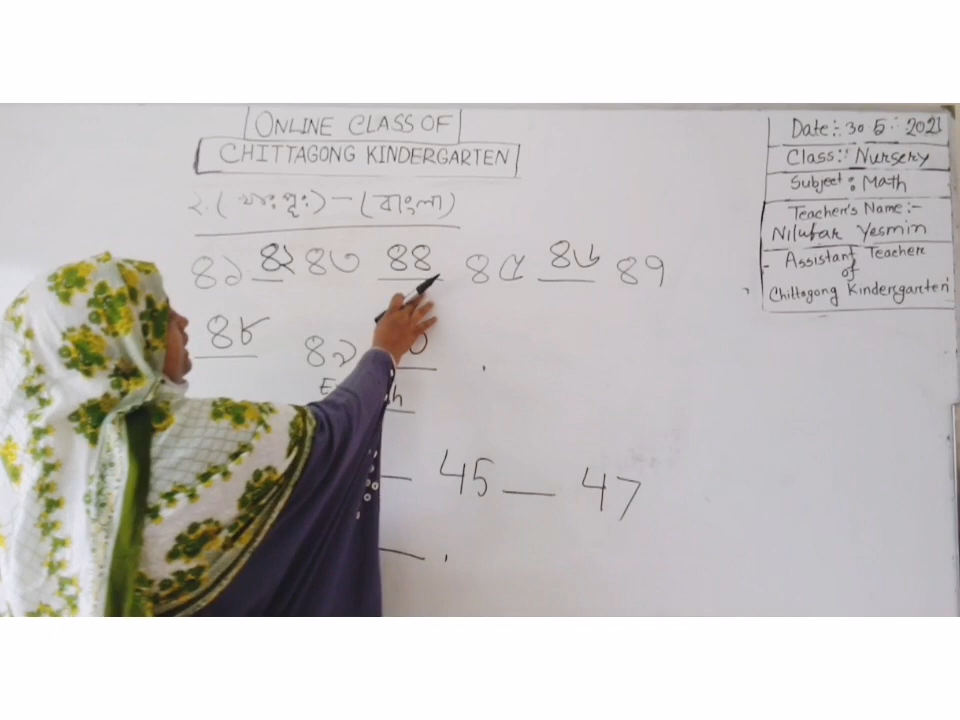 ONLINE CLASS OF
CHITTAGONG KINDERGARTEN
২. (খাঃ পূঃ) - (বাংলা)
৪১ ৪২ ৪৩ ৪৪ ৪৫ ৪৬ ৪৭
৪৮ ৪৯
45 __ 47
Date:- 30 5. 2021
Class:- Nursery
Subject: Math
Teacher's Name:-
Nilufar Yesmin
- Assistant Teacher
of
Chittagong Kindergarten